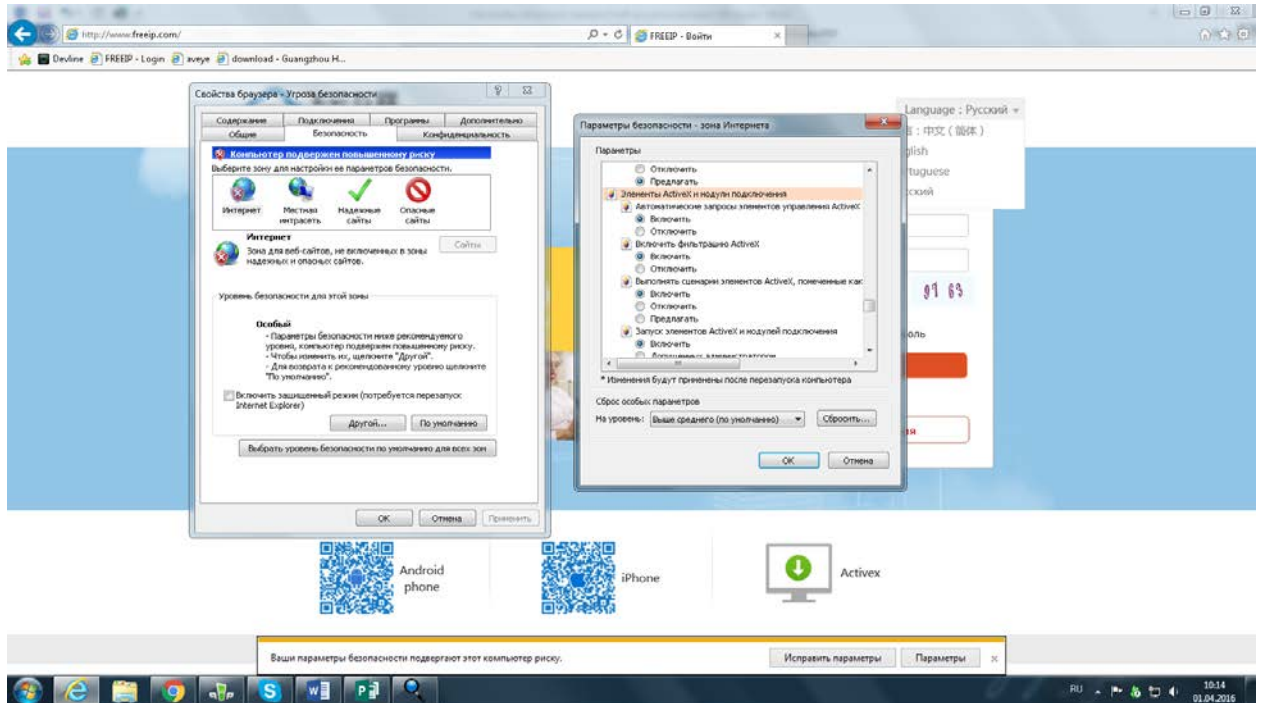 http://www.freeip.com/
FREEIP - Войти
Devline
FREEIP - Login
aveye
download - Guangzhou H...
Свойства браузера - Угроза безопасности
Содержание
Подключения
Программы
Дополнительно
Общие
Безопасность
Конфиденциальность
Компьютер подвержен повышенному риску
Выберите зону для настройки ее параметров безопасности.
Интернет
Местная интрасеть
Надежные сайты
Опасные сайты
Интернет
Сайты
Зона для веб-сайтов, не включенных в зоны
надежных и опасных сайтов.
Уровень безопасности для этой зоны
Особый
- Параметры безопасности ниже рекомендуемого
уровня, компьютер подвержен повышенному риску.
- Чтобы изменить их, щелкните "Другой".
- Для возврата к рекомендованному уровню щелкните
"По умолчанию".
Включить защищенный режим (потребуется перезапуск
Internet Explorer)
Другой...
По умолчанию
Выбрать уровень безопасности по умолчанию для всех зон
ОК
Отмена
Применить
Параметры безопасности - зона Интернета
Параметры
Отключить
Предлагать
Элементы ActiveX и модули подключения
Автоматические запросы элементов управления ActiveX
Включить
Отключить
Включить фильтрацию ActiveX
Включить
Отключить
Выполнять сценарии элементов ActiveX, помеченные как
Включить
Отключить
Предлагать
Запуск элементов ActiveX и модулей подключения
Включить
Допущенных администратором
* Изменения будут применены после перезапуска компьютера
Сброс особых параметров
На уровень:
Выше среднего (по умолчанию)
Сбросить...
ОК
Отмена
Language : Русский
: 中文 ( 简体 )
glish
rtuguese
сский
оль
ия
Android
phone
iPhone
Activex
Ваши параметры безопасности подвергают этот компьютер риску.
Исправить параметры
Параметры
RU
10:14
01.04.2016